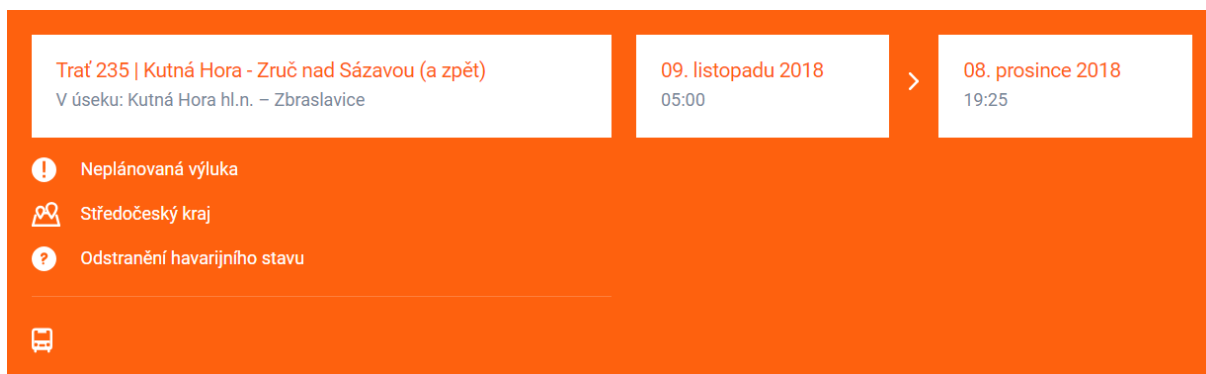 Trať 235 | Kutná Hora - Zruč nad Sázavou (a zpět)
V úseku: Kutná Hora hl.n. – Zbraslavice
09. listopadu 2018
05:00
08. prosince 2018
19:25
Neplánovaná výluka
Středočeský kraj
Odstranění havarijního stavu